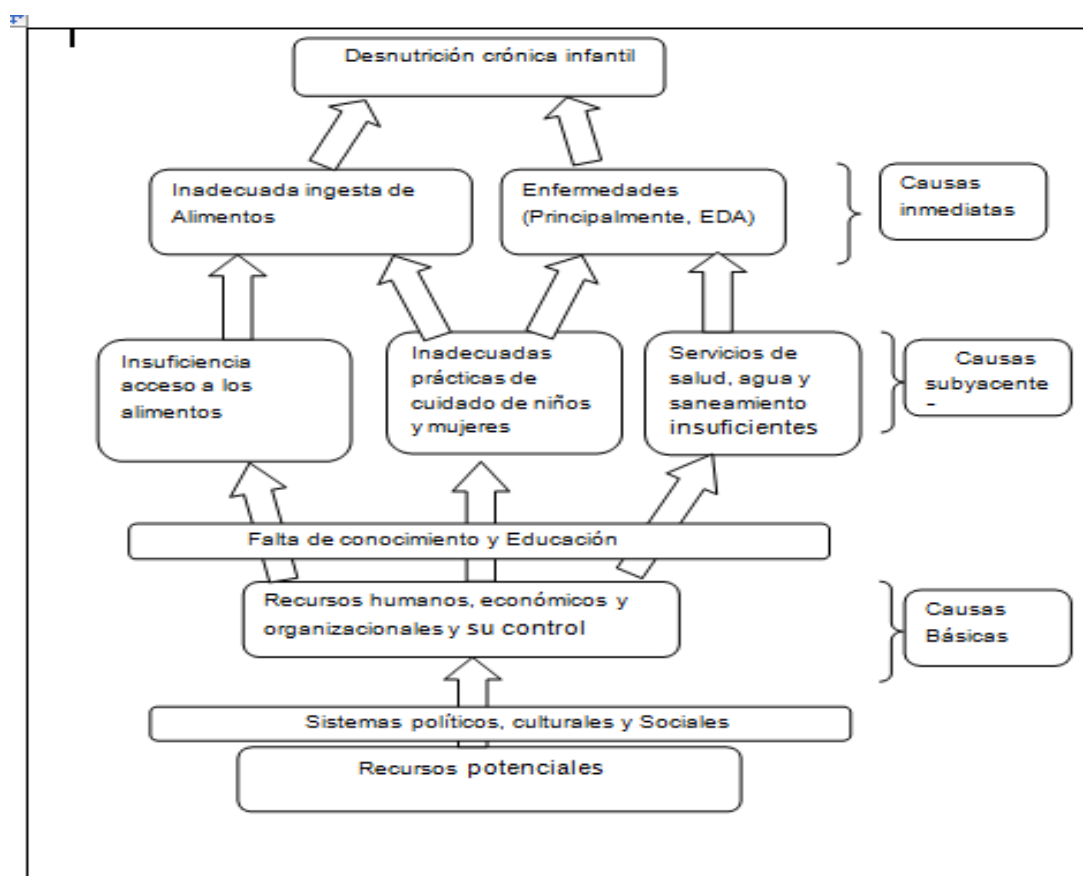 Desnutrición crónica infantil
Inadecuada ingesta de
Alimentos
Enfermedades
(Principalmente, EDA)
Causas
inmediatas
Insuficiencia
acceso a los
alimentos
Inadecuadas
prácticas de
cuidado de niños
y mujeres
Servicios de
salud, agua y
saneamiento
insuficientes
Causas
subyacente
Falta de conocimiento y Educación
Recursos humanos, económicos y
organizacionales y su control
Causas
Básicas
Sistemas políticos, culturales y Sociales
Recursos potenciales